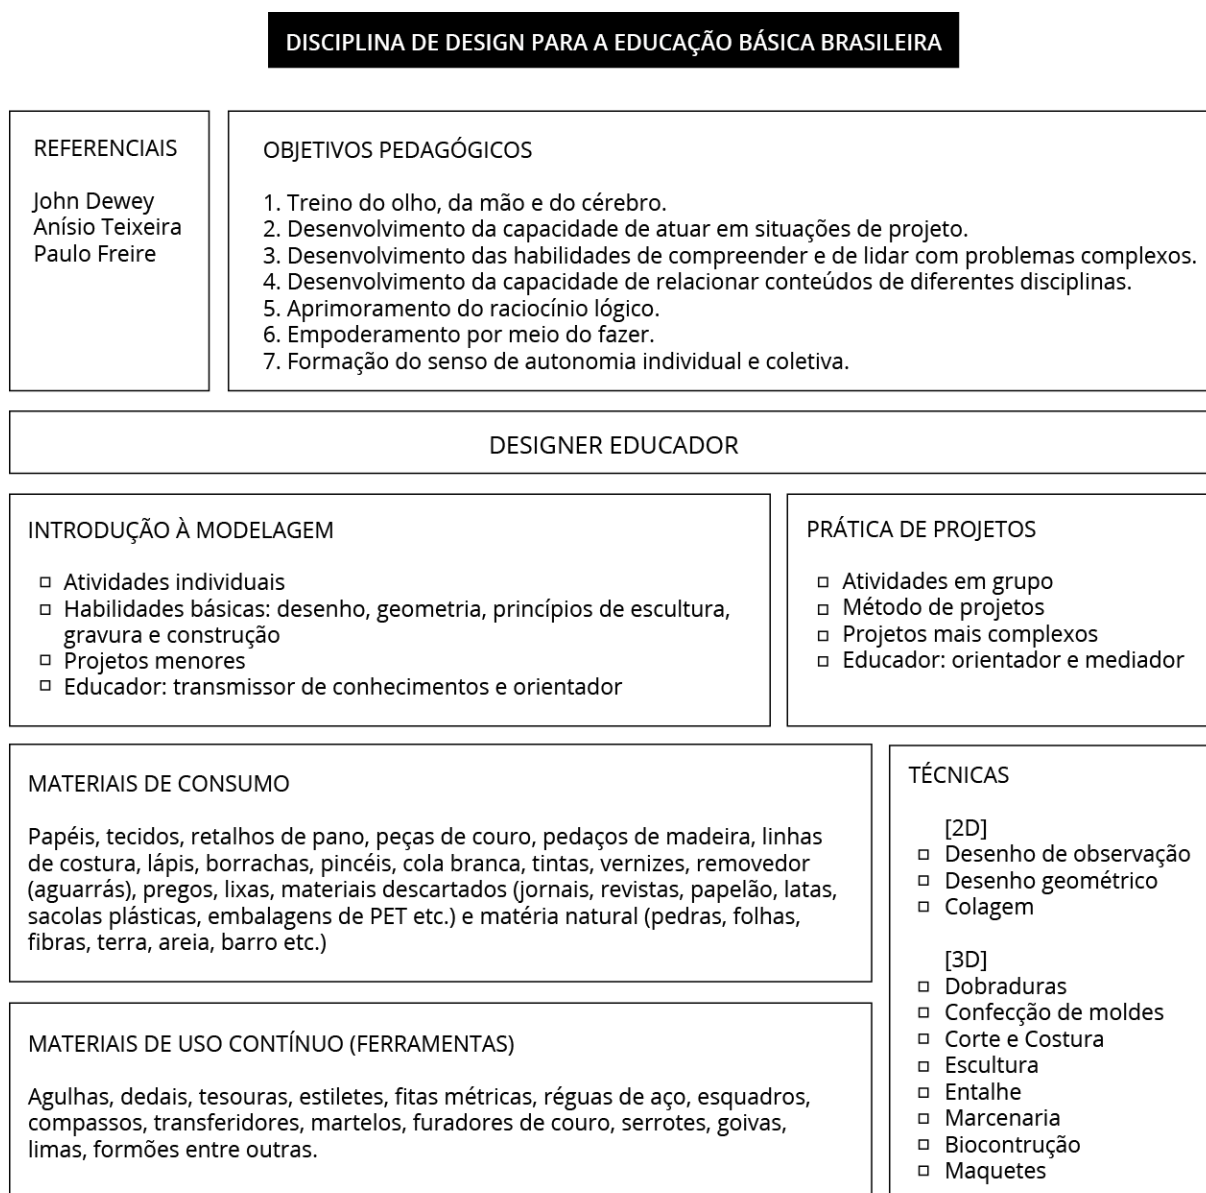 DISCIPLINA DE DESIGN PARA A EDUCAÇÃO BÁSICA BRASILEIRA
REFERENCIAIS
John Dewey
Anísio Teixeira
Paulo Freire
OBJETIVOS PEDAGÓGICOS
1. Treino do olho, da mão e do cérebro.
2. Desenvolvimento da capacidade de atuar em situações de projeto.
3. Desenvolvimento das habilidades de compreender e de lidar com problemas complexos.
4. Desenvolvimento da capacidade de relacionar conteúdos de diferentes disciplinas.
5. Aprimoramento do raciocínio lógico.
6. Empoderamento por meio do fazer.
7. Formação do senso de autonomia individual e coletiva.
DESIGNER EDUCADOR
INTRODUÇÃO À MODELAGEM
Atividades individuais
Habilidades básicas: desenho, geometria, princípios de escultura,
gravura e construção
Projetos menores
Educador: transmissor de conhecimentos e orientador
PRÁTICA DE PROJETOS
Atividades em grupo
Método de projetos
Projetos mais complexos
Educador: orientador e mediador
MATERIAIS DE CONSUMO
Papéis, tecidos, retalhos de pano, peças de couro, pedaços de madeira, linhas
de costura, lápis, borrachas, pincéis, cola branca, tintas, vernizes, removedor
(aguarrás), pregos, lixas, materiais descartados (jornais, revistas, papelão, latas,
sacolas plásticas, embalagens de PET etc.) e matéria natural (pedras, folhas,
fibras, terra, areia, barro etc.)
MATERIAIS DE USO CONTÍNUO (FERRAMENTAS)
Agulhas, dedais, tesouras, estiletes, fitas métricas, réguas de aço, esquadros,
compassos, transferidores, martelos, furadores de couro, serrotes, goivas,
limas, formões entre outras.
TÉCNICAS
[2D]
Desenho de observação
Desenho geométrico
Colagem
[3D]
Dobraduras
Confecção de moldes
Corte e Costura
Escultura
Entalhe
Marcenaria
Biocontrução
Maquetes